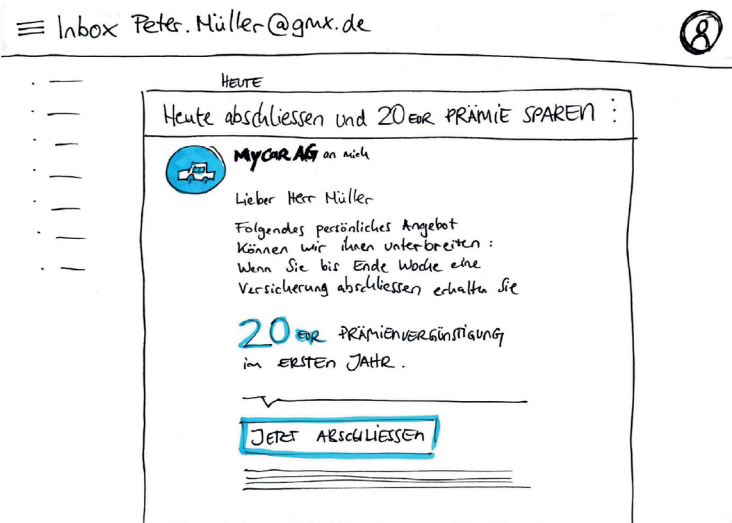 Inbox Peter.Müller@gmx.de
HEUTE
Heute abschliessen und 20 EUR PRÄMIE SPAREN
MyCAR AG an mich
Lieber Herr Müller
Folgendes persönliches Angebot
Können wir ihnen unterbreiten:
Wenn Sie bis Ende Woche eine
Versicherung abschliessen erhalten Sie
20 EUR PRÄMIENVERGÜNSTIGUNG
im ERSTEN JAHR.
JETZT ABSCHLIESSEN